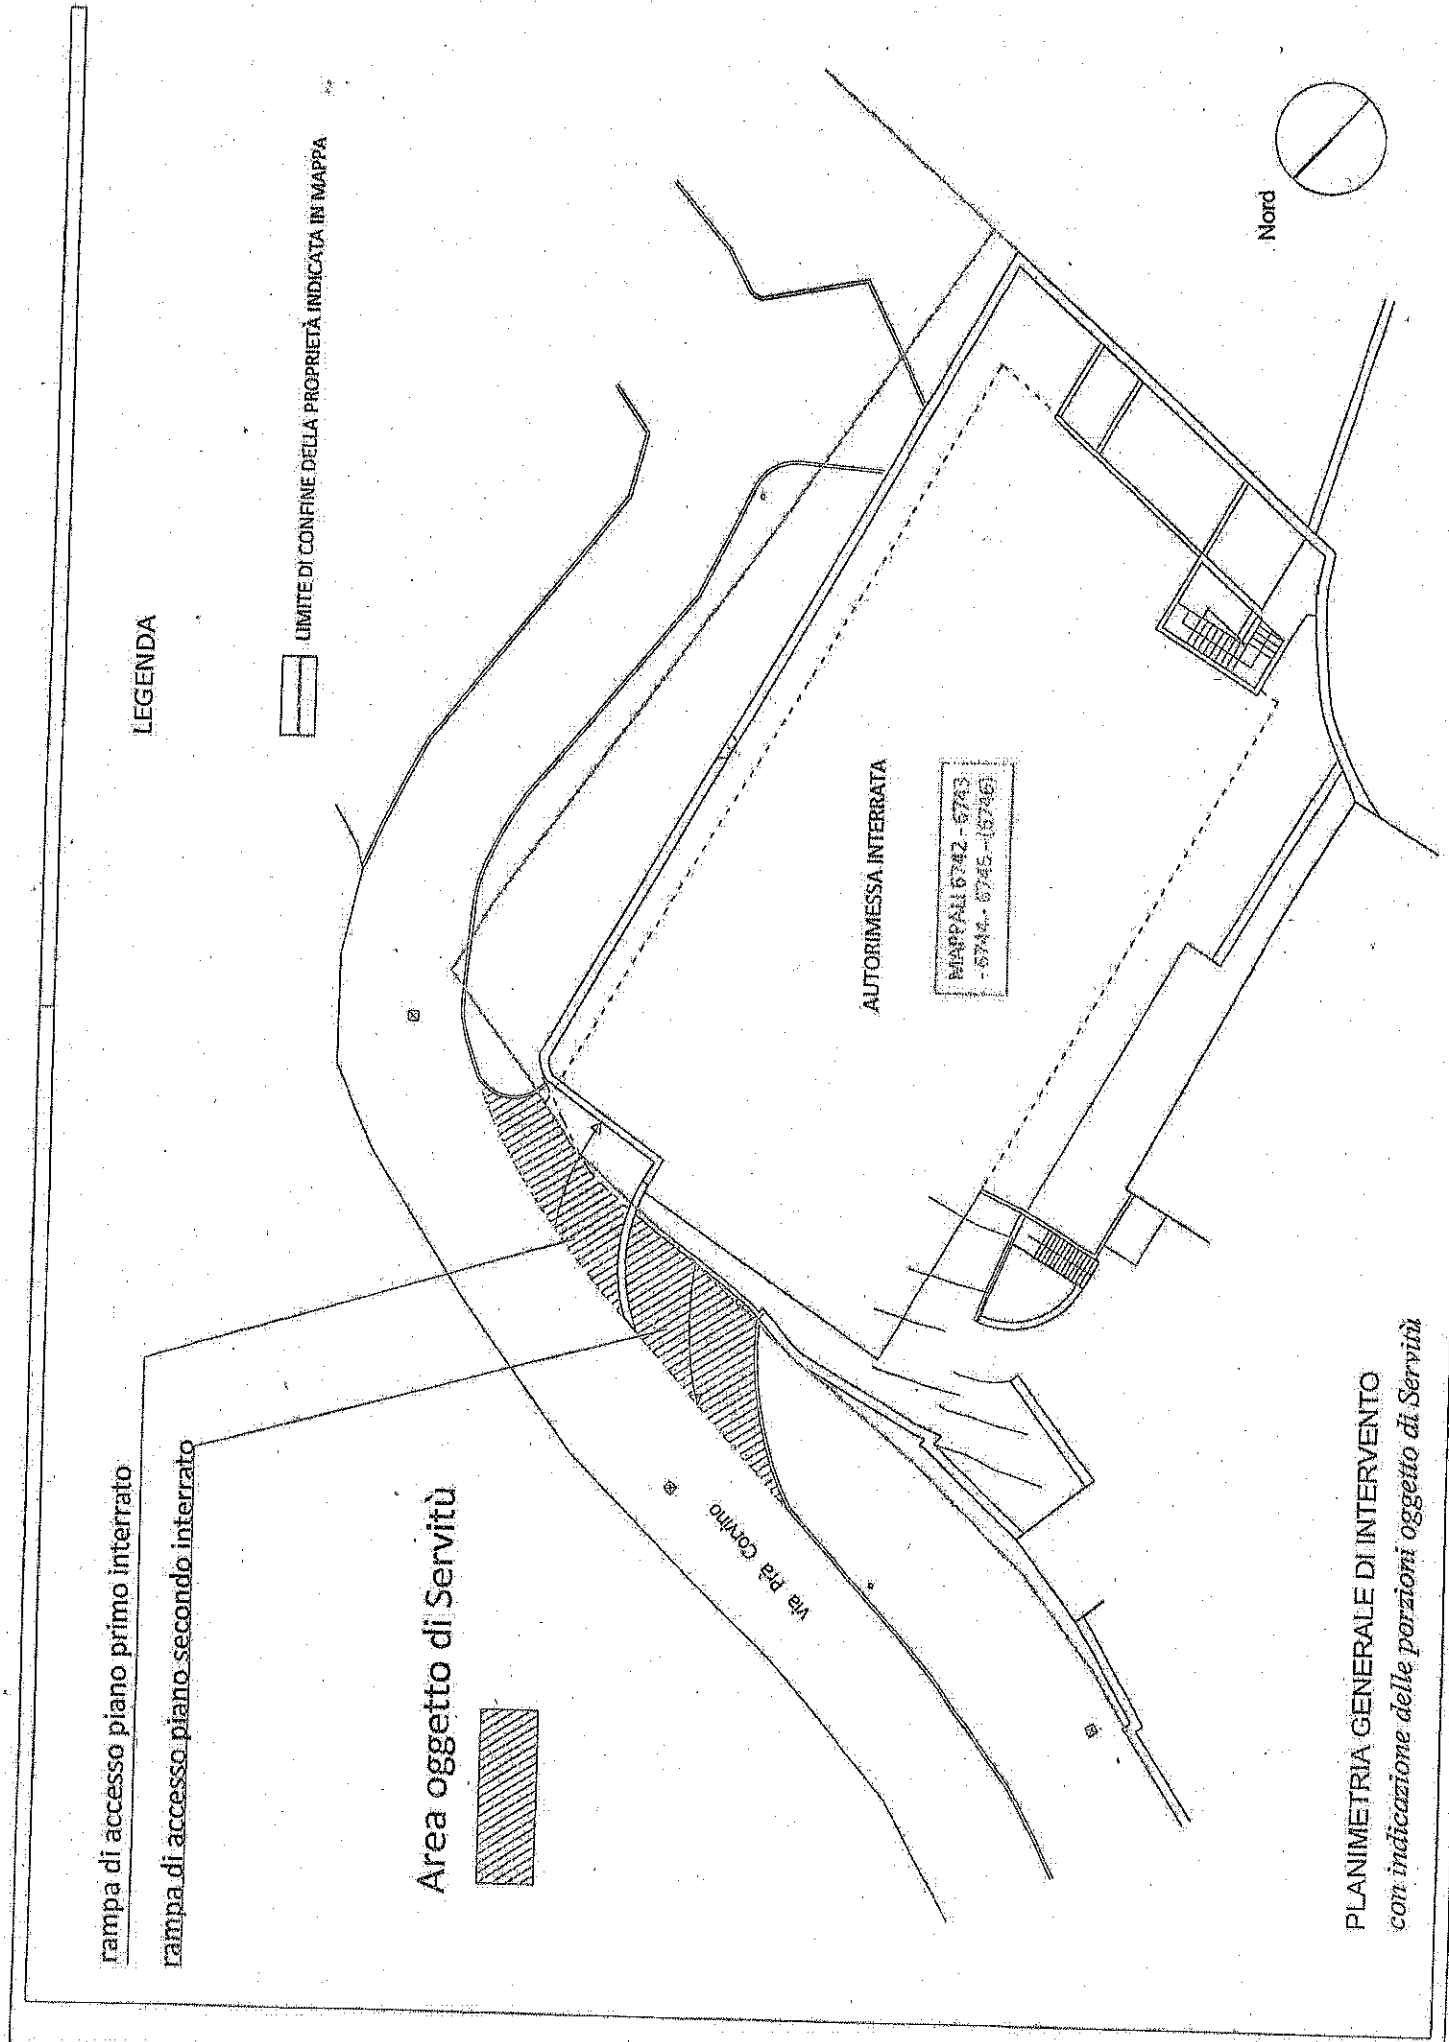 rampa di accesso piano primo interrato
rampa di accesso piano secondo interrato
Area oggetto di Servitù
LEGENDA
LIMITE DI CONFINE DELLA PROPRIETÀ INDICATA IN MAPPA
Via Prà Corvino
AUTORIMESSA INTERRATA
MAPPALI 6742 - 6743
- 6744 - 6745 - (6746)
Nord
PLANIMETRIA GENERALE DI INTERVENTO
con indicazione delle porzioni oggetto di Servitù